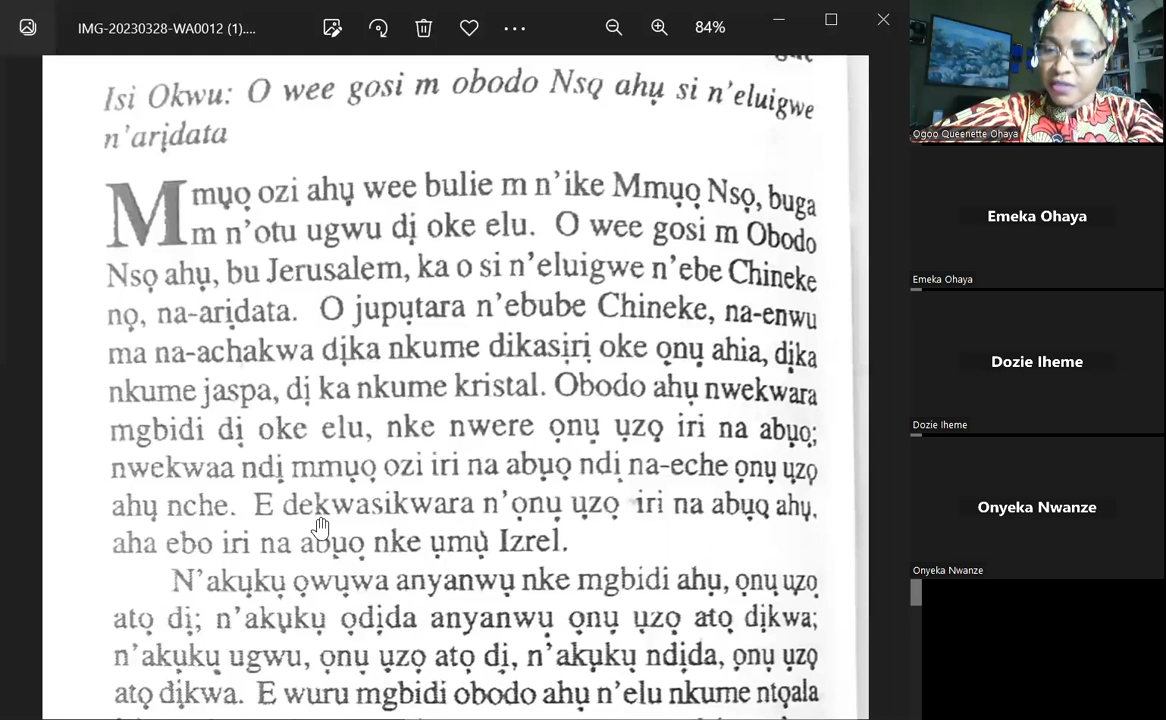 IMG-20230328-WA0012 (1)....
84%
Isi Okwu: O wee gosi m obodo Nsọ ahụ si n'eluigwe
n'arịdata
Mmụọ ozi ahụ wee bulie m n'ike Mmụọ Nsọ, buga
m n'otu ugwu dị oke elu. O wee gosi m Obodo
Nsọ ahụ, bu Jerusalem, ka o si n'eluigwe n'ebe Chineke
nọ, na-arịdata. O jupụtara n'ebube Chineke, na-enwu
ma na-achakwa dịka nkume dikasịrị oke ọnụ ahia, dịka
nkume jaspa, dị ka nkume kristal. Obodo ahụ nwekwara
mgbidi dị oke elu, nke nwere ọnụ ụzọ iri na abụọ;
nwekwaa ndị mmụọ ozi iri na abụọ ndị na-eche ọnụ ụzọ
ahụ nche. E dekwasikwara n'ọnụ ụzọ iri na abụọ ahụ,
aha ebo iri na abụọ nke ụmụ̀ Izrel.
N'akụkụ ọwụwa anyanwụ nke mgbidi ahụ, ọnụ ụzọ
atọ dị; n'akụkụ ọdịda anyanwụ ọnụ ụzọ atọ dịkwa;
n'akụkụ ugwu, ọnụ ụzọ atọ dị, n'akụkụ ndịda, ọnụ ụzọ
atọ dịkwa. E wuru mgbidi obodo ahụ n'elu nkume ntọala
Ogoo Queenette Ohaya
Emeka Ohaya
Emeka Ohaya
Dozie Iheme
Dozie Iheme
Onyeka Nwanze
Onyeka Nwanze